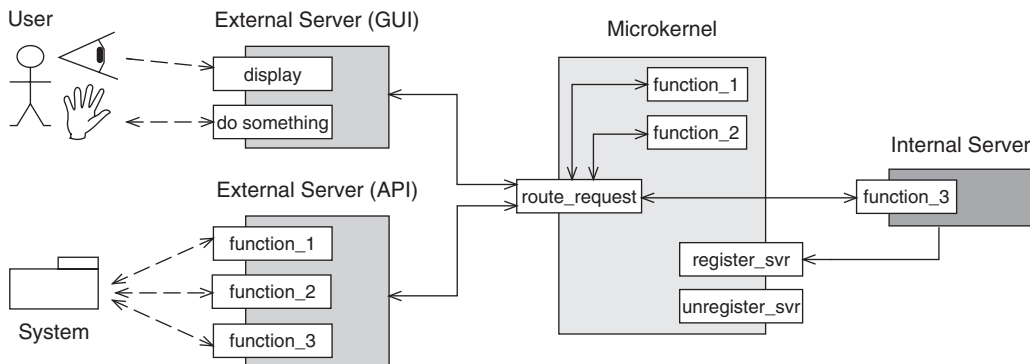 User
External Server (GUI)
display
do something
Microkernel
function_1
function_2
route_request
register_svr
unregister_svr
Internal Server
function_3
External Server (API)
function_1
function_2
function_3
System